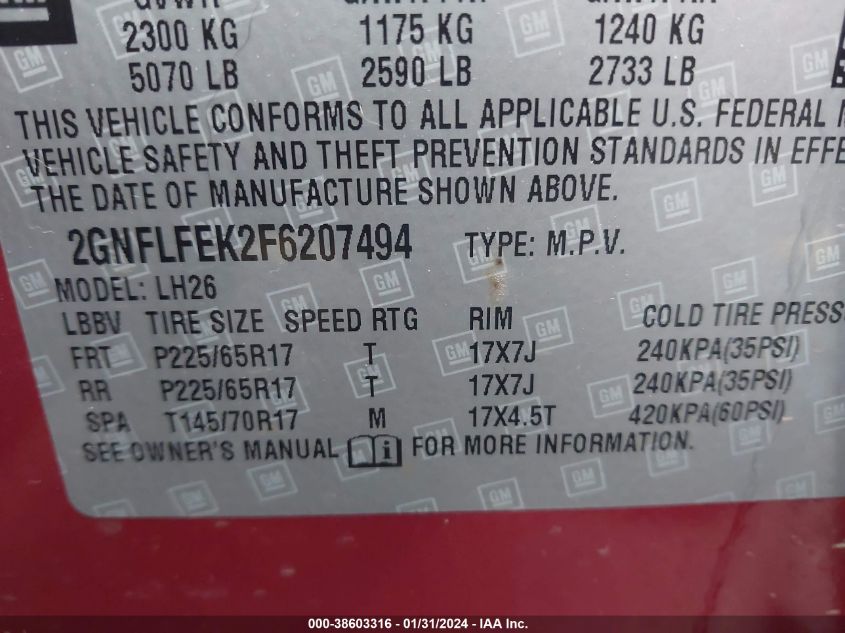 2300 KG 1175 KG 1240 KG
5070 LB 2590 LB 2733 LB
THIS VEHICLE CONFORMS TO ALL APPLICABLE U.S. FEDERAL
VEHICLE SAFETY AND THEFT PREVENTION STANDARDS IN EFFE
THE DATE OF MANUFACTURE SHOWN ABOVE.
2GNFLFEK2F6207494 TYPE: M.P.V.
MODEL: LH26
LBBV TIRE SIZE SPEED RTG RIM COLD TIRE PRESS
FRT P225/65R17 T 17X7J 240KPA(35PSI)
RR P225/65R17 T 17X7J 240KPA(35PSI)
SPA T145/70R17 M 17X4.5T 420KPA(60PSI)
SEE OWNER'S MANUAL i FOR MORE INFORMATION.
GM
000-38603316 - 01/31/2024 - IAA Inc.